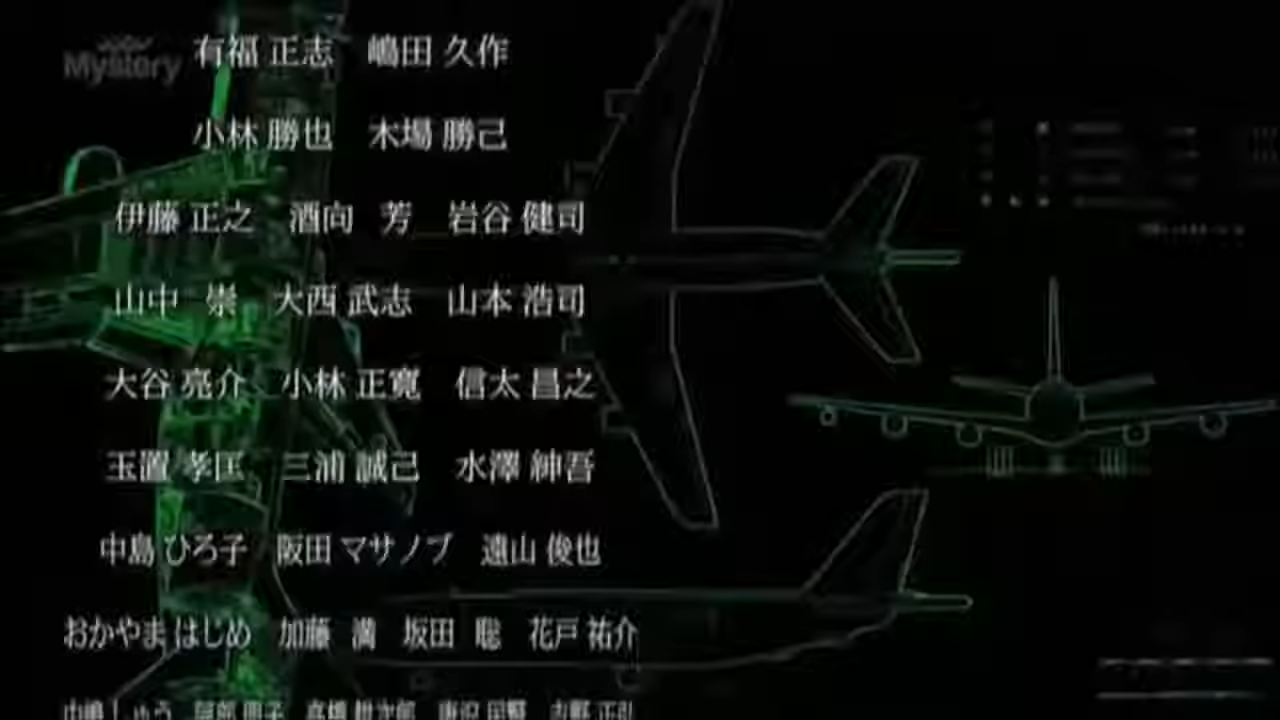 Mystery
有福 正志　嶋田 久作
小林 勝也　木場 勝己
伊藤 正之　酒向 芳　岩谷 健司
山中 崇　大西 武志　山本 浩司
大谷 亮介　小林 正寛　信太 昌之
玉置 孝匡　三浦 誠己　水澤 紳吾
中島 ひろ子　阪田 マサノブ　遠山 俊也
おかやま はじめ　加藤 満　坂田 聡　花戸 祐介